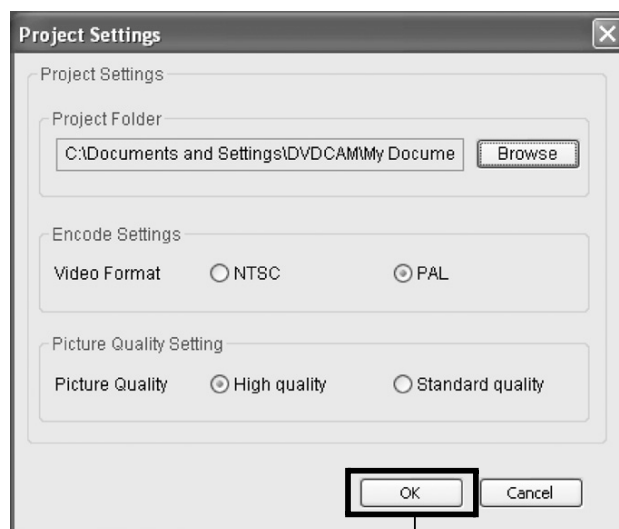 Project Settings
Project Settings
Project Folder
C:\Documents and Settings\DVDCAM\My Docume
Browse
Encode Settings
Video Format
NTSC
PAL
Picture Quality Setting
Picture Quality
High quality
Standard quality
OK
Cancel